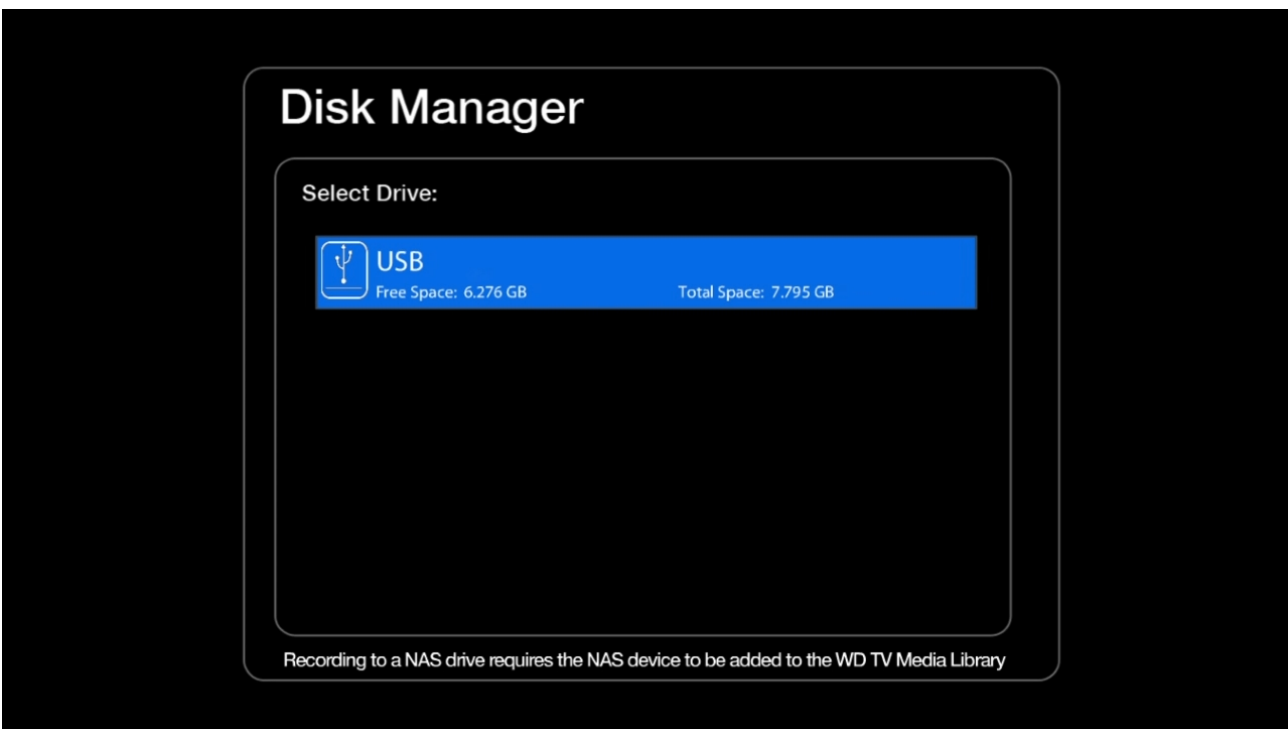 Disk Manager
Select Drive:
USB
Free Space: 6.276 GB Total Space: 7.795 GB
Recording to a NAS drive requires the NAS device to be added to the WD TV Media Library